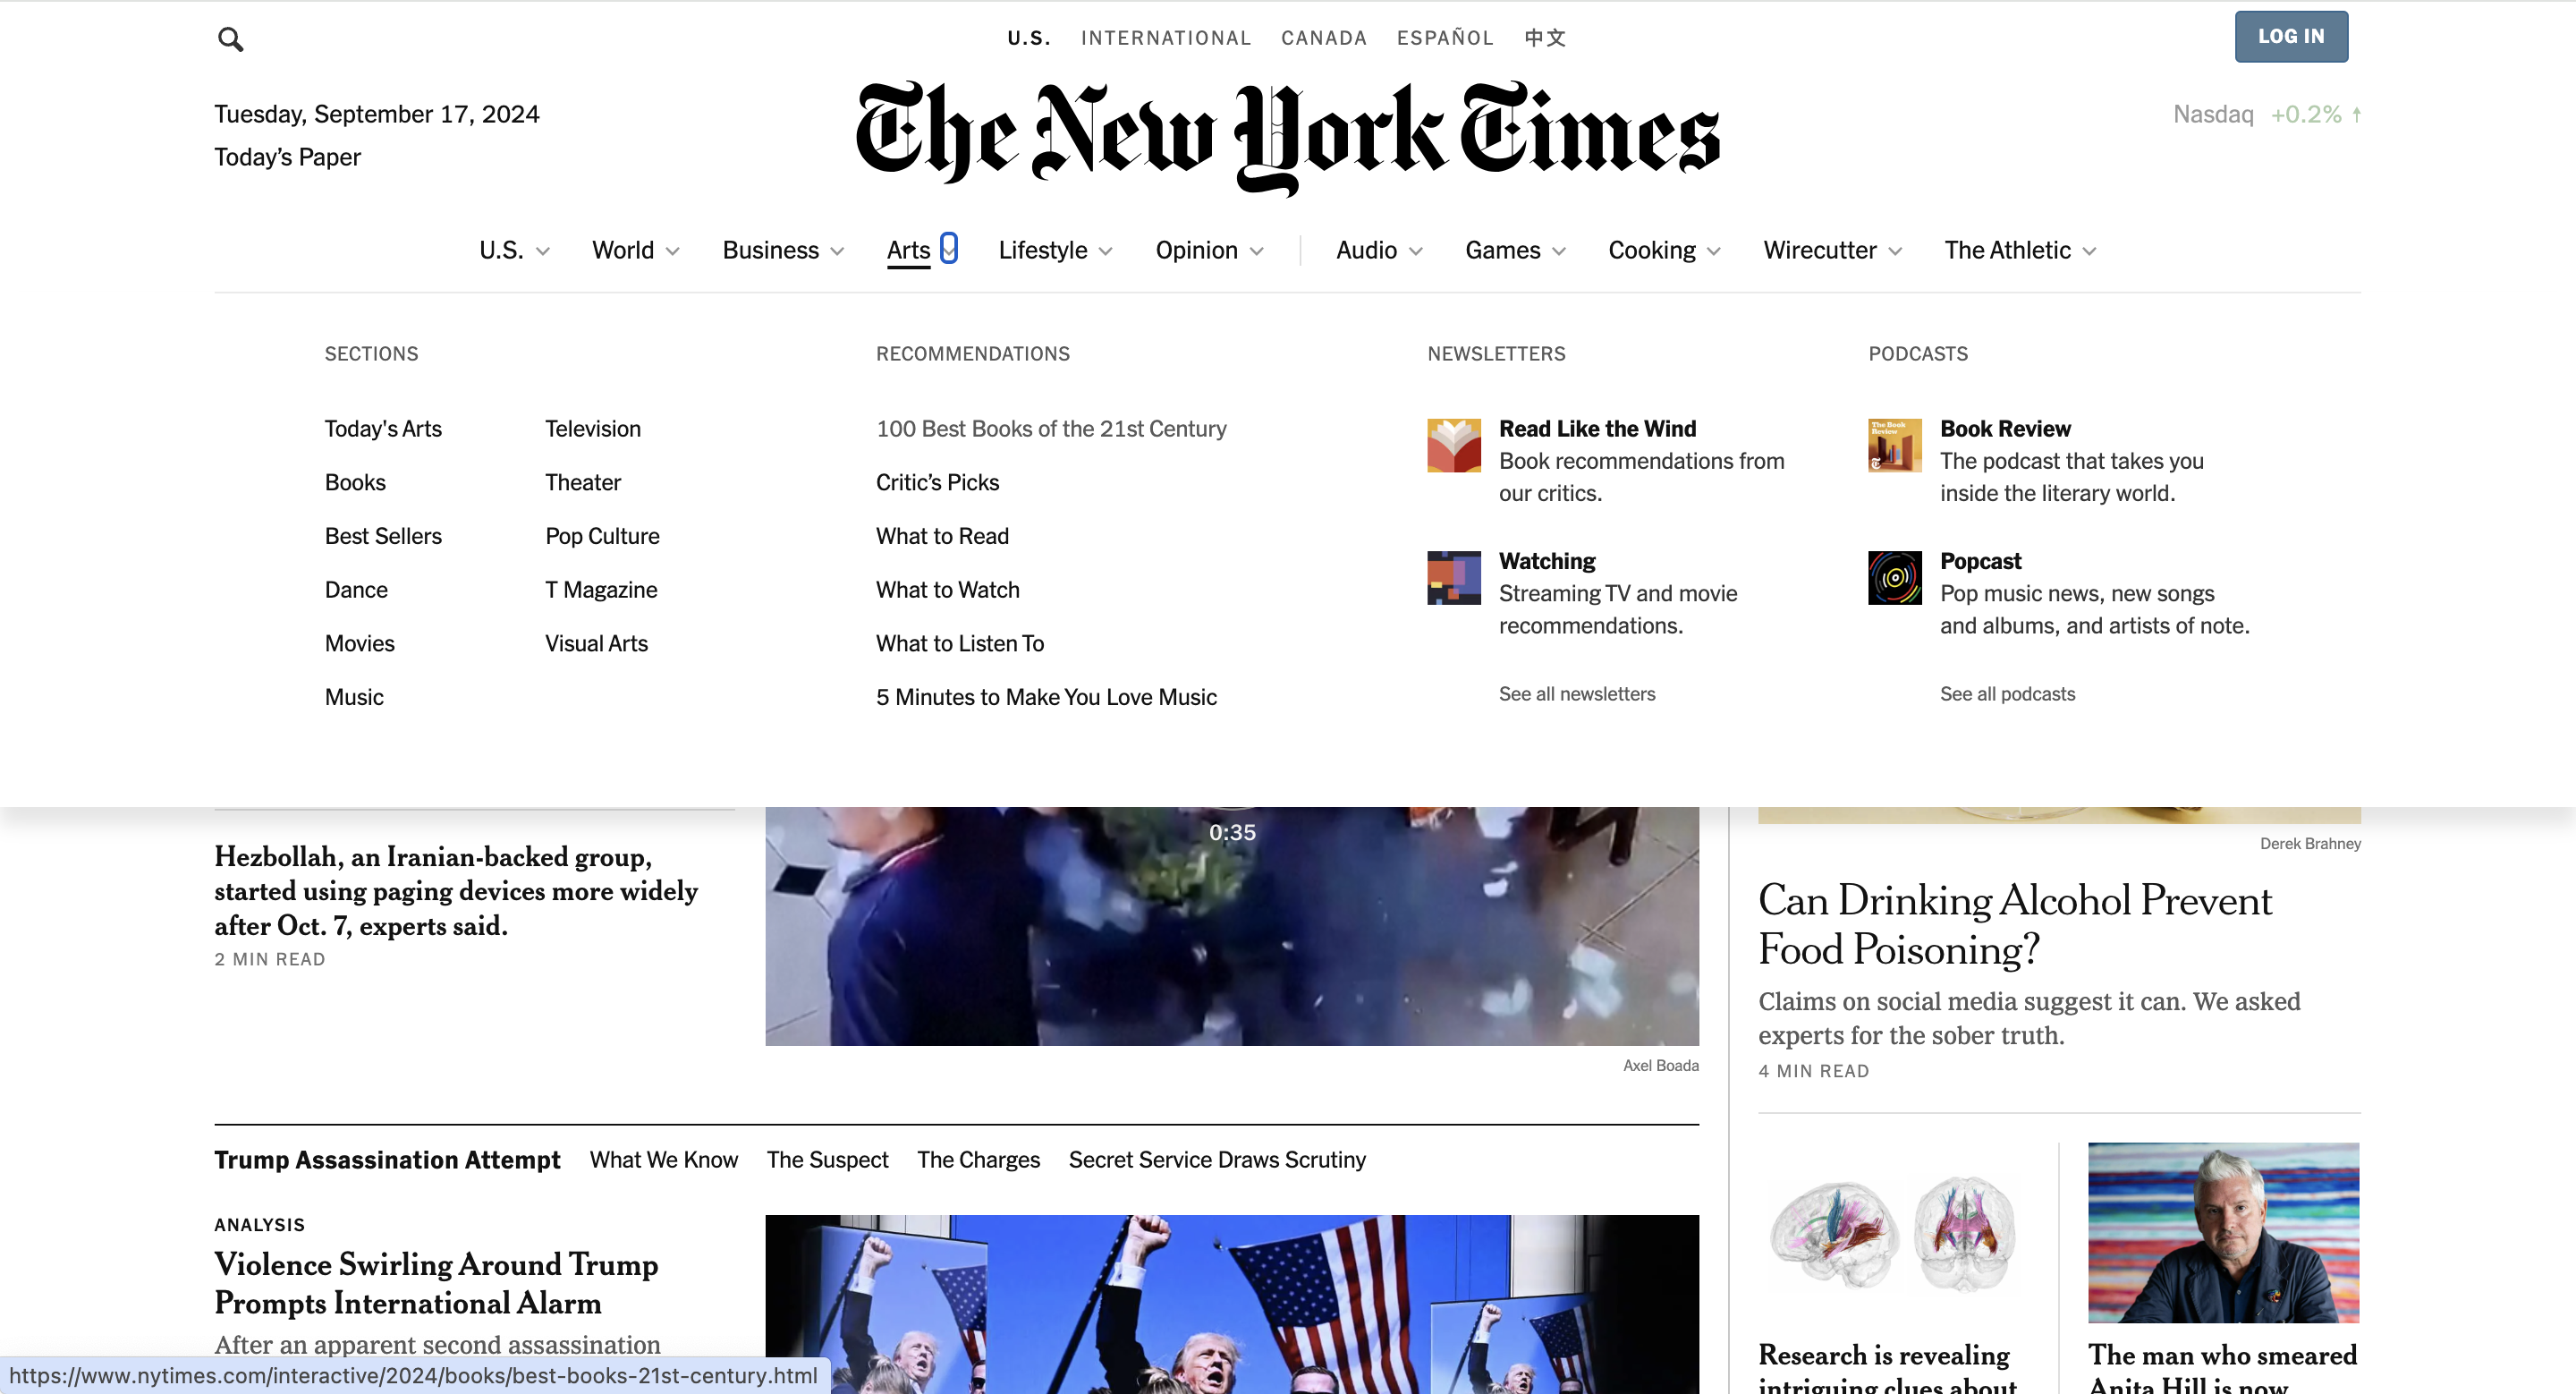 U.S. INTERNATIONAL CANADA ESPAÑOL 中文
LOG IN
Tuesday, September 17, 2024
Today’s Paper
The New York Times
Nasdaq +0.2% ↑
U.S. World Business Arts Lifestyle Opinion Audio Games Cooking Wirecutter The Athletic
SECTIONS
Today's Arts
Books
Best Sellers
Dance
Movies
Music
Television
Theater
Pop Culture
T Magazine
Visual Arts
RECOMMENDATIONS
100 Best Books of the 21st Century
Critic’s Picks
What to Read
What to Watch
What to Listen To
5 Minutes to Make You Love Music
NEWSLETTERS
Read Like the Wind
Book recommendations from
our critics.
Watching
Streaming TV and movie
recommendations.
See all newsletters
PODCASTS
The Book
Review
Book Review
The podcast that takes you
inside the literary world.
Popcast
Pop music news, new songs
and albums, and artists of note.
See all podcasts
Hezbollah, an Iranian-backed group,
started using paging devices more widely
after Oct. 7, experts said.
2 MIN READ
0:35
Axel Boada
Derek Brahney
Can Drinking Alcohol Prevent
Food Poisoning?
Claims on social media suggest it can. We asked
experts for the sober truth.
4 MIN READ
Trump Assassination Attempt What We Know The Suspect The Charges Secret Service Draws Scrutiny
ANALYSIS
Violence Swirling Around Trump
Prompts International Alarm
After an apparent second assassination
Research is revealing
intriguing clues about
The man who smeared
Anita Hill is now
https://www.nytimes.com/interactive/2024/books/best-books-21st-century.html